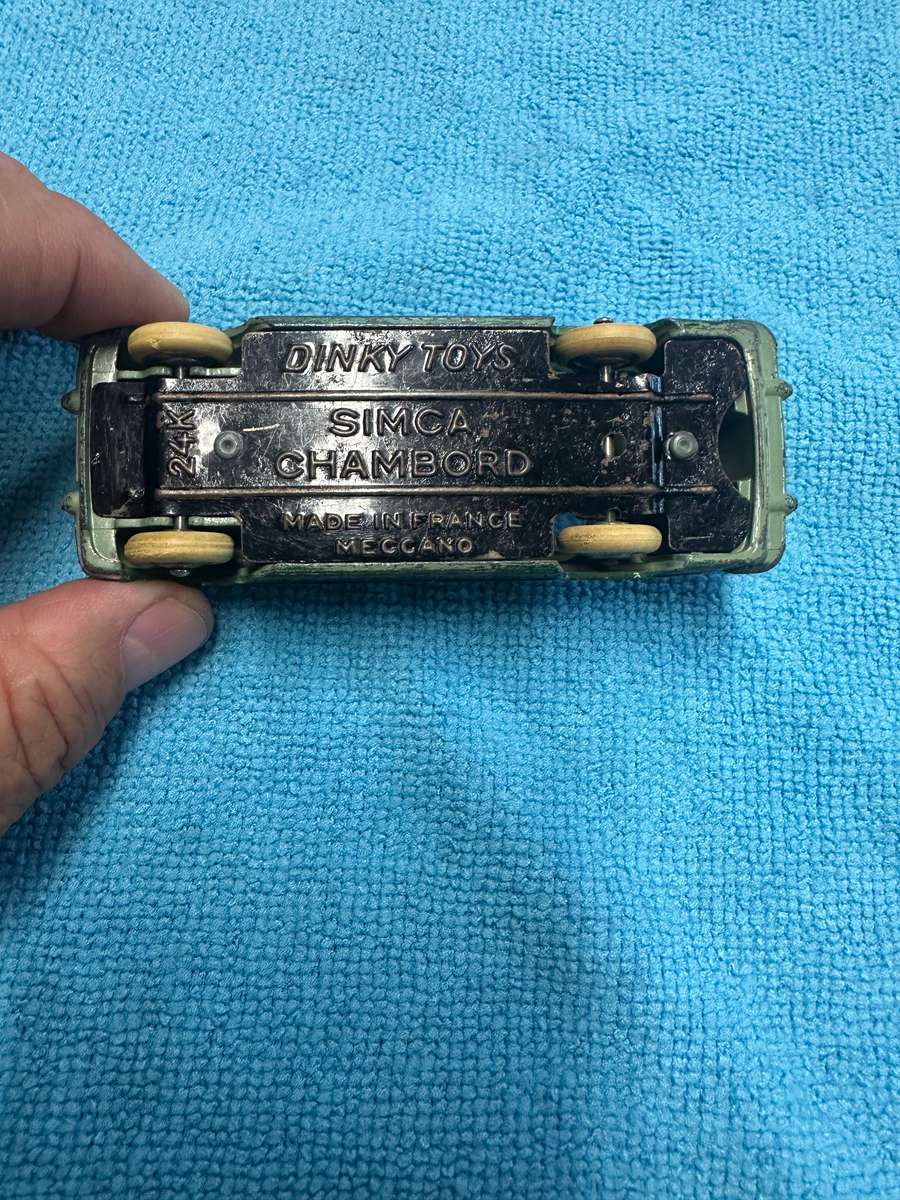 DINKY TOYS
24K
SIMCA
CHAMBORD
MADE IN FRANCE
MECCANO